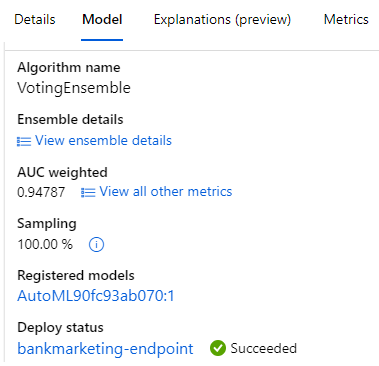 Details Model Explanations (preview) Metrics
Algorithm name
VotingEnsemble
Ensemble details
View ensemble details
AUC weighted
0.94787 View all other metrics
Sampling
100.00 %
Registered models
AutoML90fc93ab070:1
Deploy status
bankmarketing-endpoint Succeeded